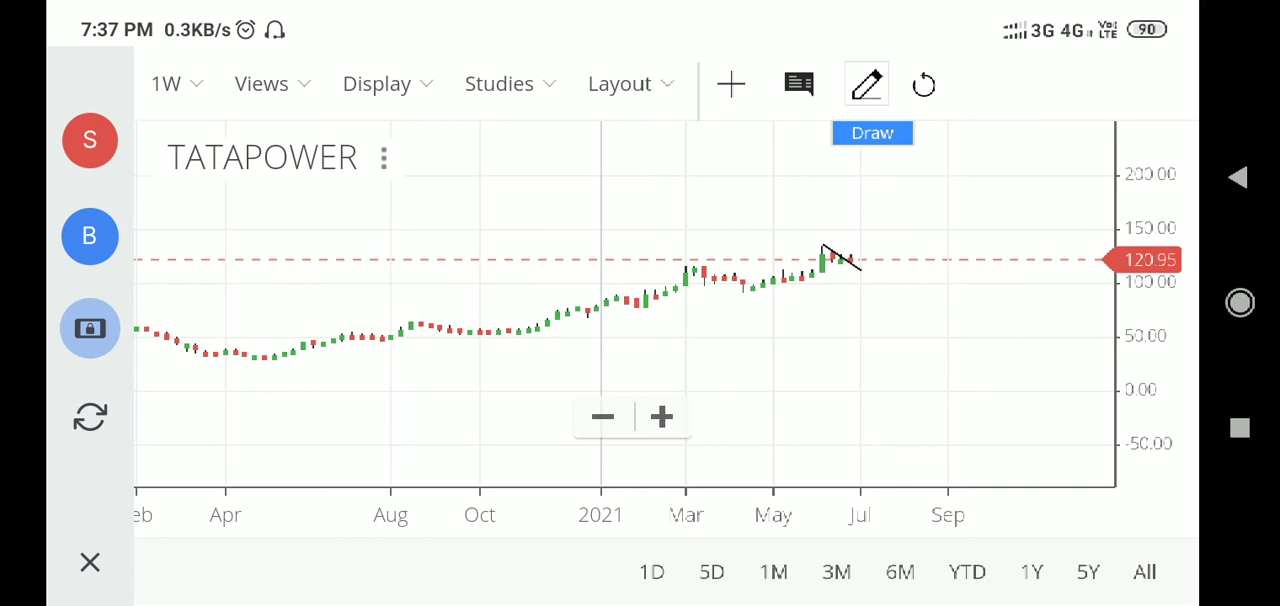 7:37 PM 0.3KB/s 3G 4G Vo LTE 90
1W Views Display Studies Layout
Draw
S
TATAPOWER
200.00
B
150.00
120.95
100.00
50.00
0.00
-50.00
eb Apr Aug Oct 2021 Mar May Jul Sep
1D 5D 1M 3M 6M YTD 1Y 5Y All